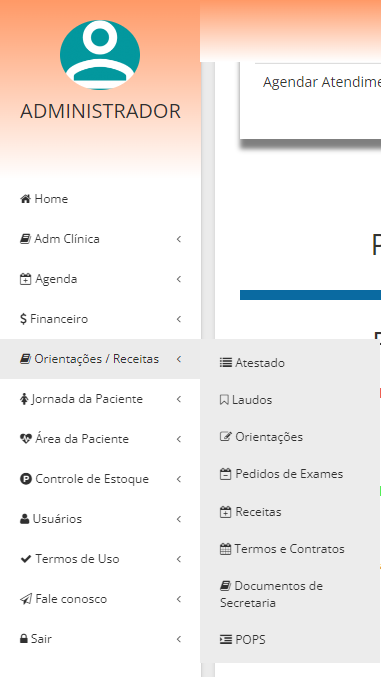 ADMINISTRADOR
Home
Adm Clínica
Agenda
Financeiro
Orientações / Receitas
Jornada da Paciente
Área da Paciente
Controle de Estoque
Usuários
Termos de Uso
Fale conosco
Sair
Agendar Atendime
Atestado
Laudos
Orientações
Pedidos de Exames
Receitas
Termos e Contratos
Documentos de
Secretaria
POPS